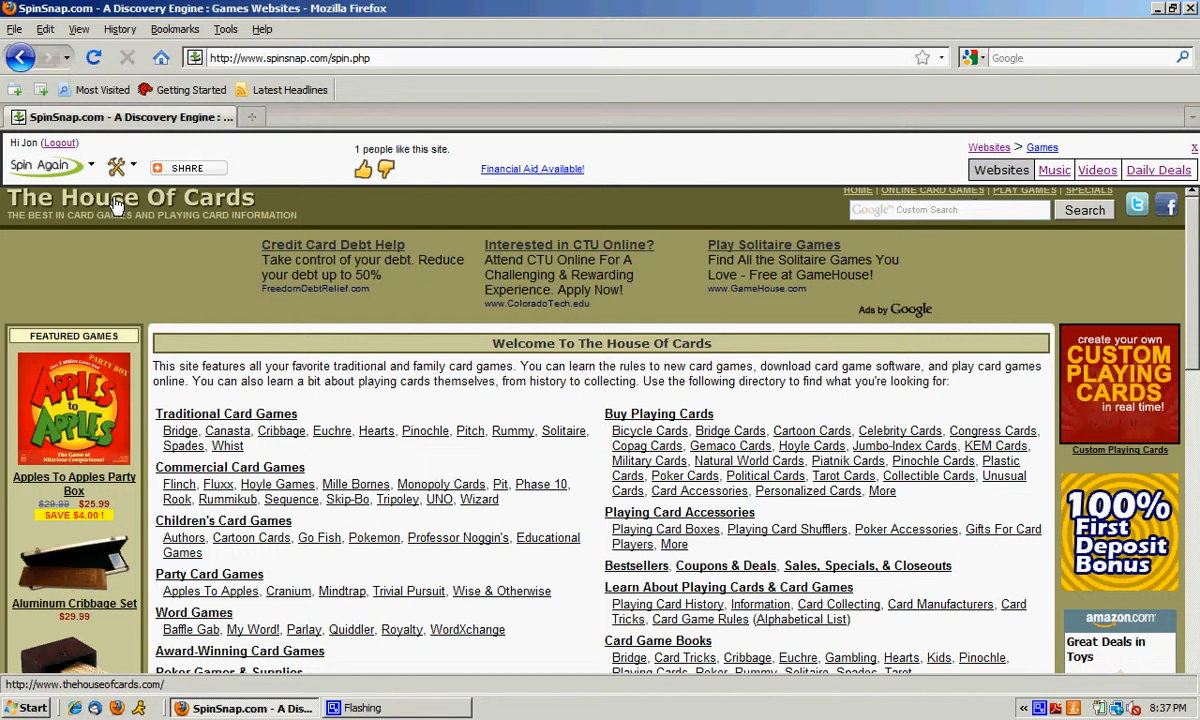 SpinSnap.com - A Discovery Engine : Games Websites - Mozilla Firefox
File Edit View History Bookmarks Tools Help
http://www.spinsnap.com/spin.php
Google
Most Visited Getting Started Latest Headlines
SpinSnap.com - A Discovery Engine : ...
Hi Jon (Logout)
Spin Again
SHARE
1 people like this site.
Financial Aid Available!
Websites > Games x
Websites Music Videos Daily Deals
The House Of Cards
THE BEST IN CARD GAMES AND PLAYING CARD INFORMATION
HOME | ONLINE CARD GAMES | PLAY GAMES | SPECIALS
Google Custom Search Search
Credit Card Debt Help
Take control of your debt. Reduce
your debt up to 50%
FreedomDebtRelief.com
Interested in CTU Online?
Attend CTU Online For A
Challenging & Rewarding
Experience. Apply Now!
www.ColoradoTech.edu
Play Solitaire Games
Find All the Solitaire Games You
Love - Free at GameHouse!
www.GameHouse.com
Ads by Google
FEATURED GAMES
PARTY BOX
APPLES to APPLES
Apples To Apples Party
Box
$29.99 $25.99
SAVE $4.00 !
Aluminum Cribbage Set
$29.99
Welcome To The House Of Cards
This site features all your favorite traditional and family card games. You can learn the rules to new card games, download card game software, and play card games
online. You can also learn a bit about playing cards themselves, from history to collecting. Use the following directory to find what you're looking for:
Traditional Card Games
Bridge, Canasta, Cribbage, Euchre, Hearts, Pinochle, Pitch, Rummy, Solitaire,
Spades, Whist
Commercial Card Games
Flinch, Fluxx, Hoyle Games, Mille Bornes, Monopoly Cards, Pit, Phase 10,
Rook, Rummikub, Sequence, Skip-Bo, Tripoley, UNO, Wizard
Children's Card Games
Authors, Cartoon Cards, Go Fish, Pokemon, Professor Noggin's, Educational
Games
Party Card Games
Apples To Apples, Cranium, Mindtrap, Trivial Pursuit, Wise & Otherwise
Word Games
Baffle Gab, My Word!, Parlay, Quiddler, Royalty, WordXchange
Award-Winning Card Games
Poker Games & Supplies
Buy Playing Cards
Bicycle Cards, Bridge Cards, Cartoon Cards, Celebrity Cards, Congress Cards,
Copag Cards, Gemaco Cards, Hoyle Cards, Jumbo-Index Cards, KEM Cards,
Military Cards, Natural World Cards, Piatnik Cards, Pinochle Cards, Plastic
Cards, Poker Cards, Political Cards, Tarot Cards, Collectible Cards, Unusual
Cards, Card Accessories, Personalized Cards, More
Playing Card Accessories
Playing Card Boxes, Playing Card Shufflers, Poker Accessories, Gifts For Card
Players, More
Bestsellers, Coupons & Deals, Sales, Specials, & Closeouts
Learn About Playing Cards & Card Games
Playing Card History, Information, Card Collecting, Card Manufacturers, Card
Tricks, Card Game Rules (Alphabetical List)
Card Game Books
Bridge, Card Tricks, Cribbage, Euchre, Gambling, Hearts, Kids, Pinochle,
Playing Cards, Poker, Rummy, Solitaire, Spades, Tarot
create your own
CUSTOM
PLAYING
CARDS
in real time!
Custom Playing Cards
100%
First
Deposit
Bonus
amazon.com
Great Deals in
Toys
http://www.thehouseofcards.com/
Start SpinSnap.com - A Dis... Flashing 8:37 PM